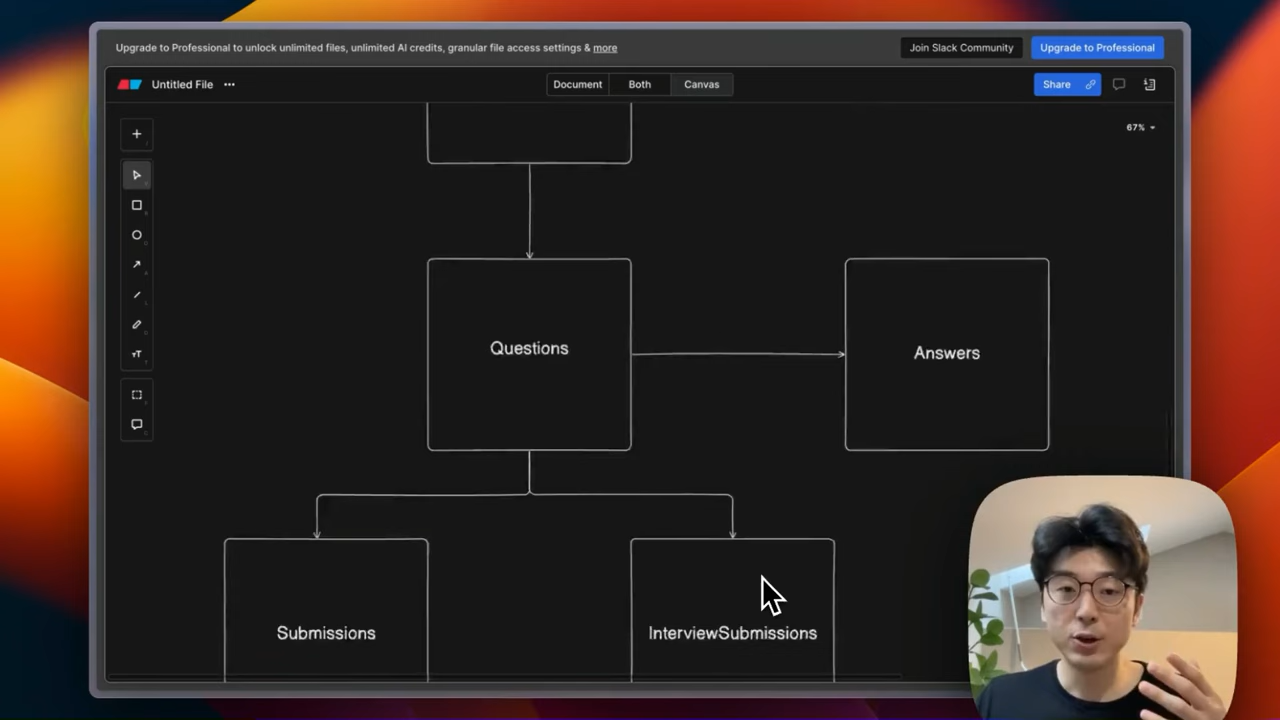 Upgrade to Professional to unlock unlimited files, unlimited AI credits, granular file access settings & more
Join Slack Community
Upgrade to Professional
Untitled File
Document
Both
Canvas
Share
67%
Questions
Answers
Submissions
InterviewSubmissions